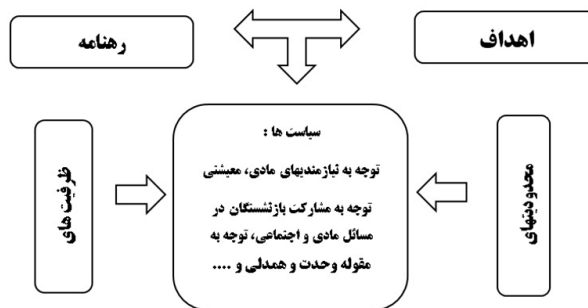 اهداف
رهنامه
سیاست ها :
توجه به نیازمندیهای مادی، معیشتی
توجه به مشارکت بازنشستگان در
مسائل مادی و اجتماعی، توجه به
مقوله وحدت و همدلی و ....
محدودیتهای
ظرفیت های